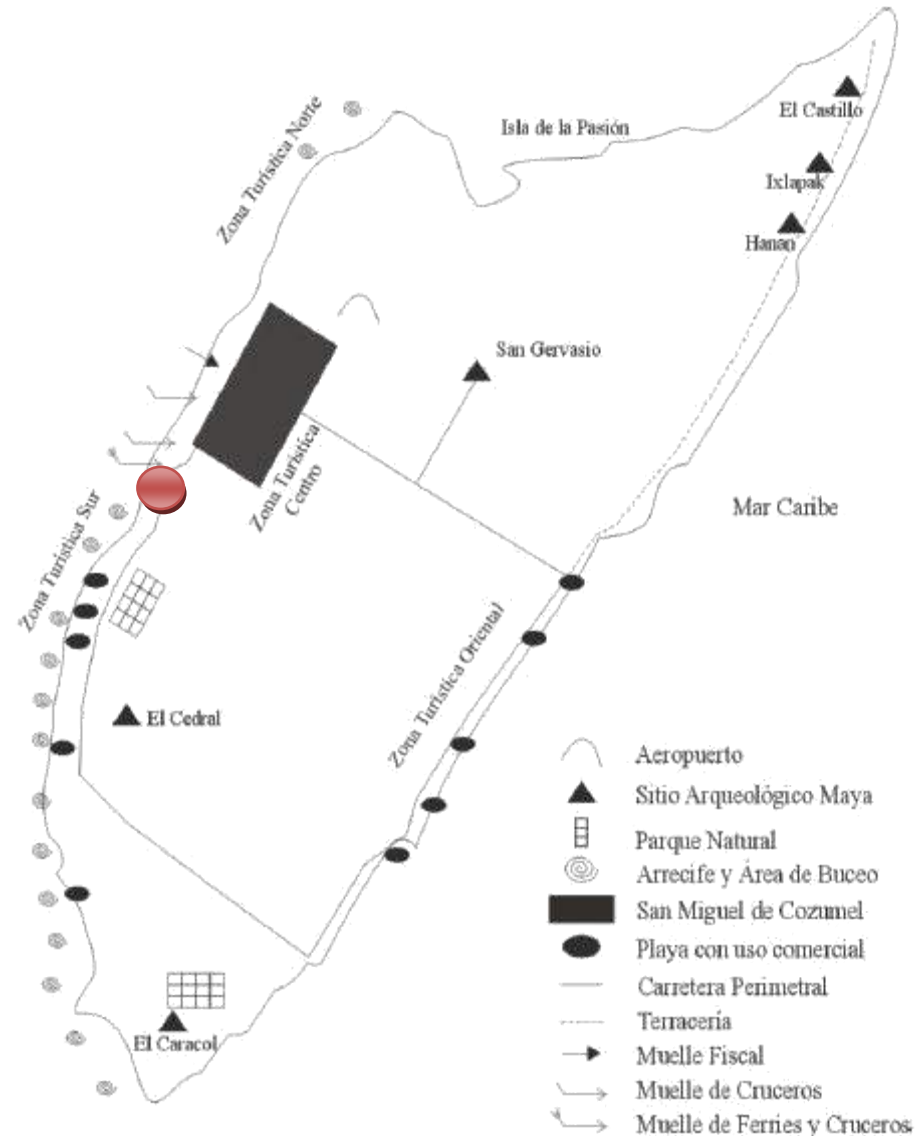 El Castillo
Isla de la Pasión
Zona Turística Norte
Ixlapak
Hanan
San Gervasio
Zona Turística
Centro
Mar Caribe
Zona Turística Sur
Zona Turística Oriental
El Cedral
El Caracol
Aeropuerto
Sitio Arqueológico Maya
Parque Natural
Arrecife y Área de Buceo
San Miguel de Cozumel
Playa con uso comercial
Carretera Perimetral
Terracería
Muelle Fiscal
Muelle de Cruceros
Muelle de Ferries y Cruceros